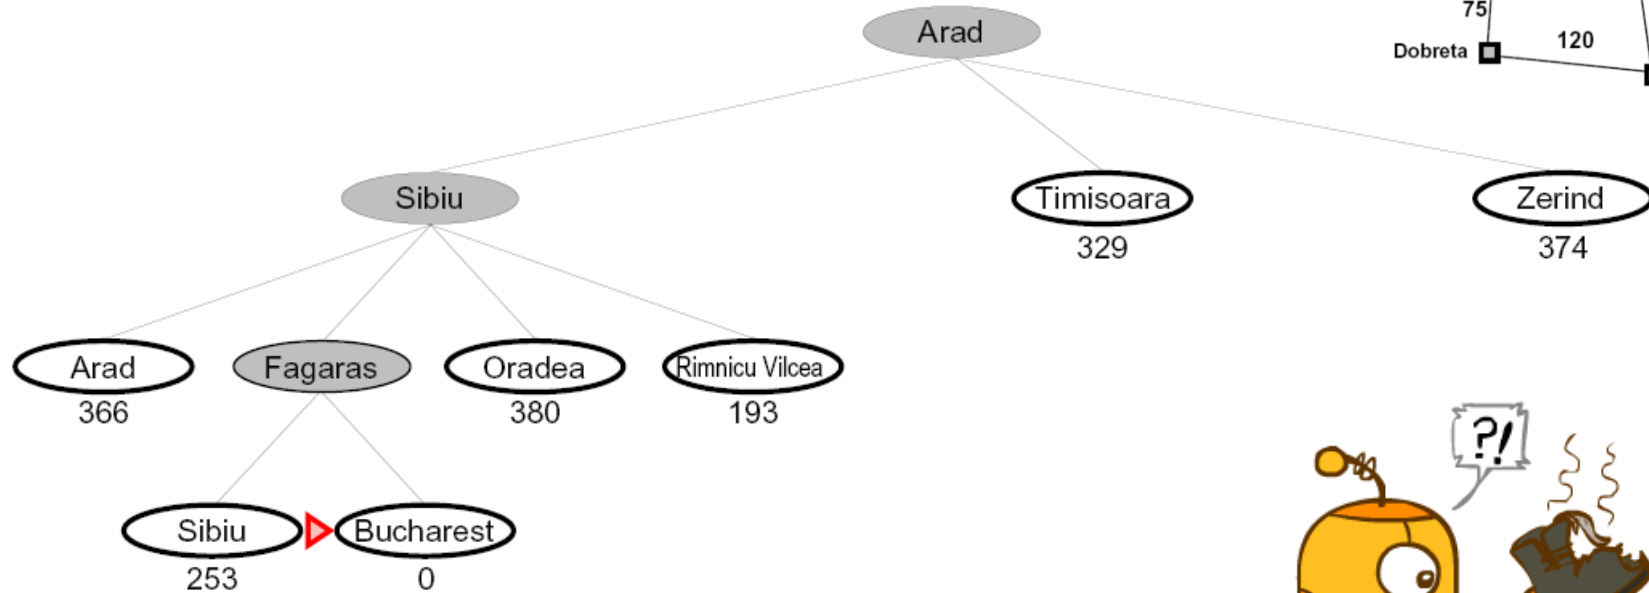 Arad
75
Dobreta
120
Sibiu
Timisoara
Zerind
329
374
Arad
Fagaras
Oradea
Rimnicu Vilcea
366
380
193
?!
Sibiu
Bucharest
253
0